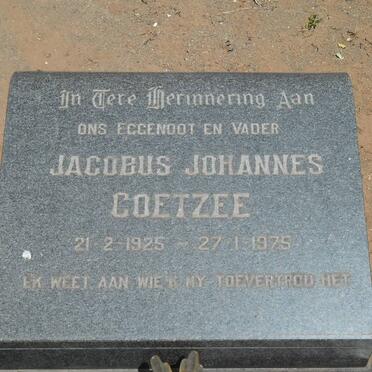 In Tere Herinnering Aan
ONS EGGENOOT EN VADER
JACOBUS JOHANNES
COETZEE
21-2-1925 ~ 27-1-1975
EK WEET AAN WIE'K MY TOEVERTROU HET